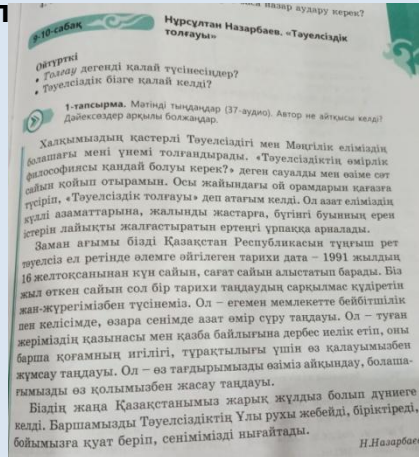 назар аудару керек?
9-10-сабақ
Нұрсұлтан Назарбаев. «Тәуелсіздік
толғауы»
Ойтүрткі
• Толғау дегенді қалай түсінесіңдер?
• Тәуелсіздік бізге қалай келді?
1-тапсырма. Мәтінді тыңдаңдар (37-аудио). Автор не айтқысы келді?
Дәйексөздер арқылы болжаңдар.
Халқымыздың қастерлі Тәуелсіздігі мен Мәңгілік еліміздің
болашағы мені үнемі толғандырады. «Тәуелсіздіктің өмірлік
философиясы қандай болуы керек?» деген сауалды мен өзіме сәт
сайын қойып отырамын. Осы жайындағы ой орамдарын қағазға
түсіріп, «Тәуелсіздік толғауы» деп атағым келді. Ол азат еліміздің
күллі азаматтарына, жалынды жастарға, бүгінгі буынның ерен
істерін лайықты жалғастыратын ертеңгі ұрпаққа арналады.
Заман ағымы бізді Қазақстан Республикасын тұңғыш рет
тәуелсіз ел ретінде әлемге әйгілеген тарихи дата – 1991 жылдың
16 желтоқсанынан күн сайын, сағат сайын алыстатып барады. Біз
жыл өткен сайын сол бір тарихи таңдаудың сарқылмас құдіретін
жан-жүрегімізбен түсінеміз. Ол – егемен мемлекетте бейбітшілік
пен келісімде, өзара сенімде азат өмір сүру таңдауы. Ол – туған
жеріміздің қазынасы мен қазба байлығына дербес иелік етіп, оны
барша қоғамның игілігі, тұрақтылығы үшін өз қалауымызбен
жұмсау таңдауы. Ол – өз тағдырымызды өзіміз айқындау, болаша-
ғымызды өз қолымызбен жасау таңдауы.
Біздің жаңа Қазақстанымыз жарық жұлдыз болып дүниеге
келді. Баршамызды Тәуелсіздіктің Ұлы рухы жебейді, біріктіреді,
бойымызға қуат беріп, сенімімізді нығайтады.
Н.Назарбаев